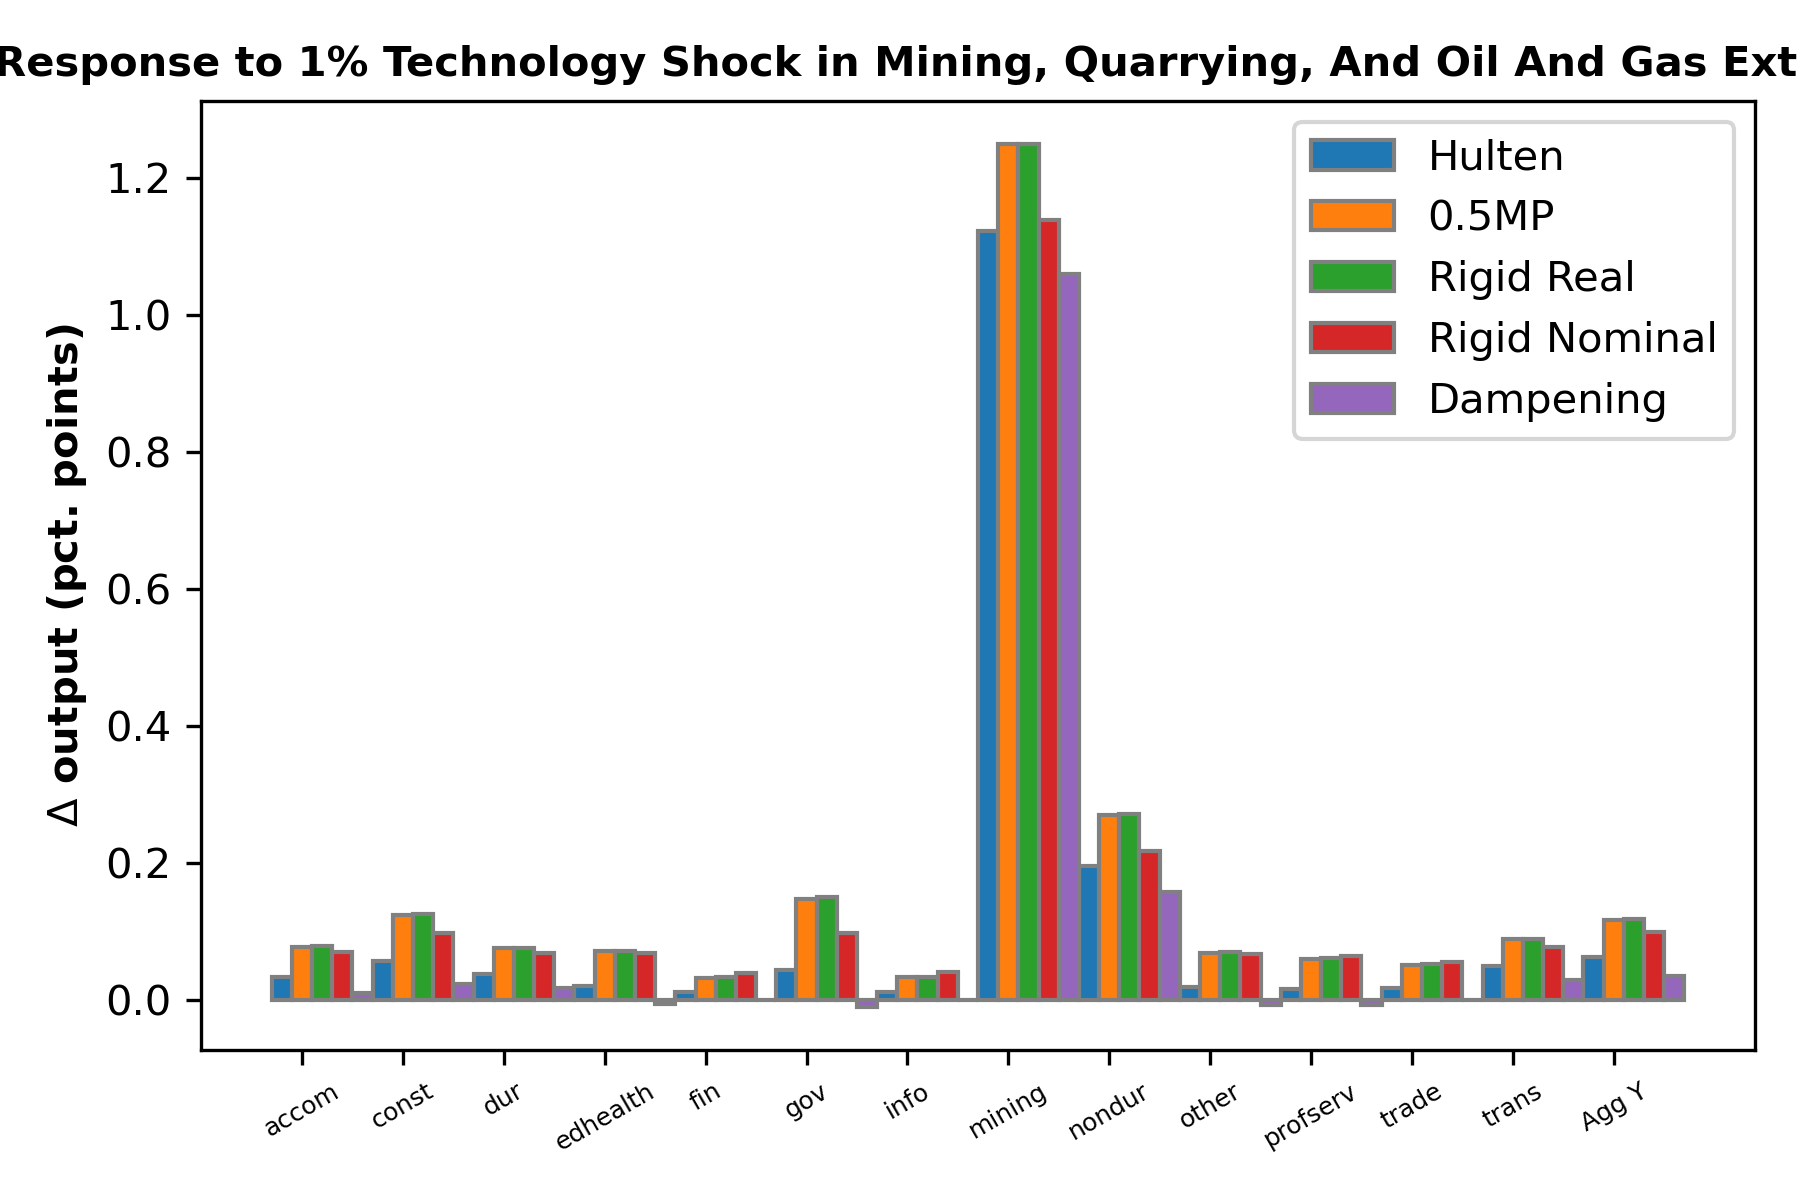 Response to 1% Technology Shock in Mining, Quarrying, And Oil And Gas Ext
Hulten
0.5MP
Rigid Real
Rigid Nominal
Dampening
Δ output (pct. points)
1.2
1.0
0.8
0.6
0.4
0.2
0.0
accom
const
dur
edhealth
fin
gov
info
mining
nondur
other
profserv
trade
trans
Agg Y